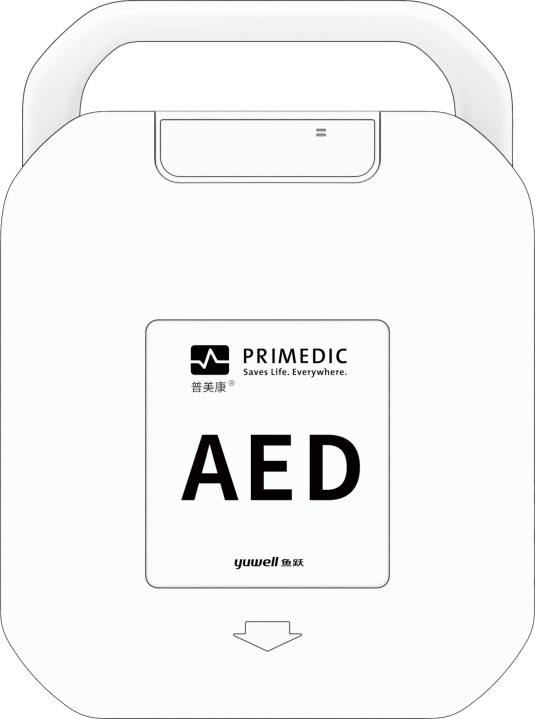 PRIMEDIC
Saves Life. Everywhere.
普美康®
AED
yuwell 鱼跃